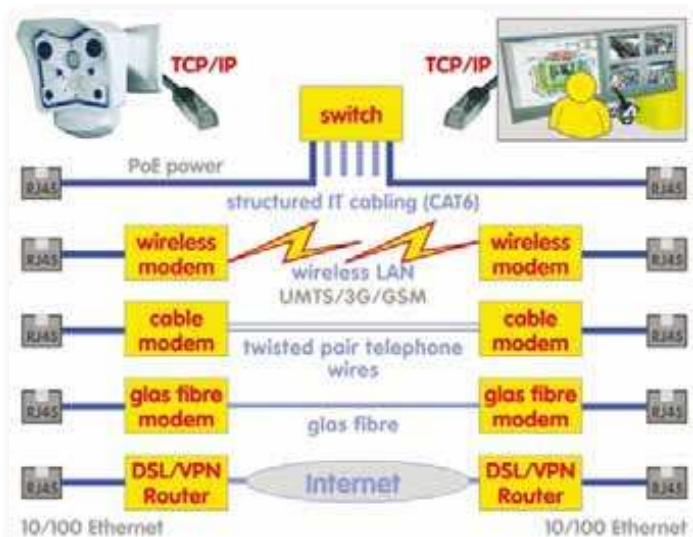 TCP/IP
TCP/IP
switch
PoE power
RJ45
RJ45
structured IT cabling (CAT6)
RJ45
wireless modem
wireless modem
RJ45
wireless LAN
UMTS/3G/GSM
RJ45
cable modem
cable modem
RJ45
twisted pair telephone
wires
RJ45
glas fibre modem
glas fibre modem
RJ45
glas fibre
RJ45
DSL/VPN Router
Internet
DSL/VPN Router
RJ45
10/100 Ethernet
10/100 Ethernet